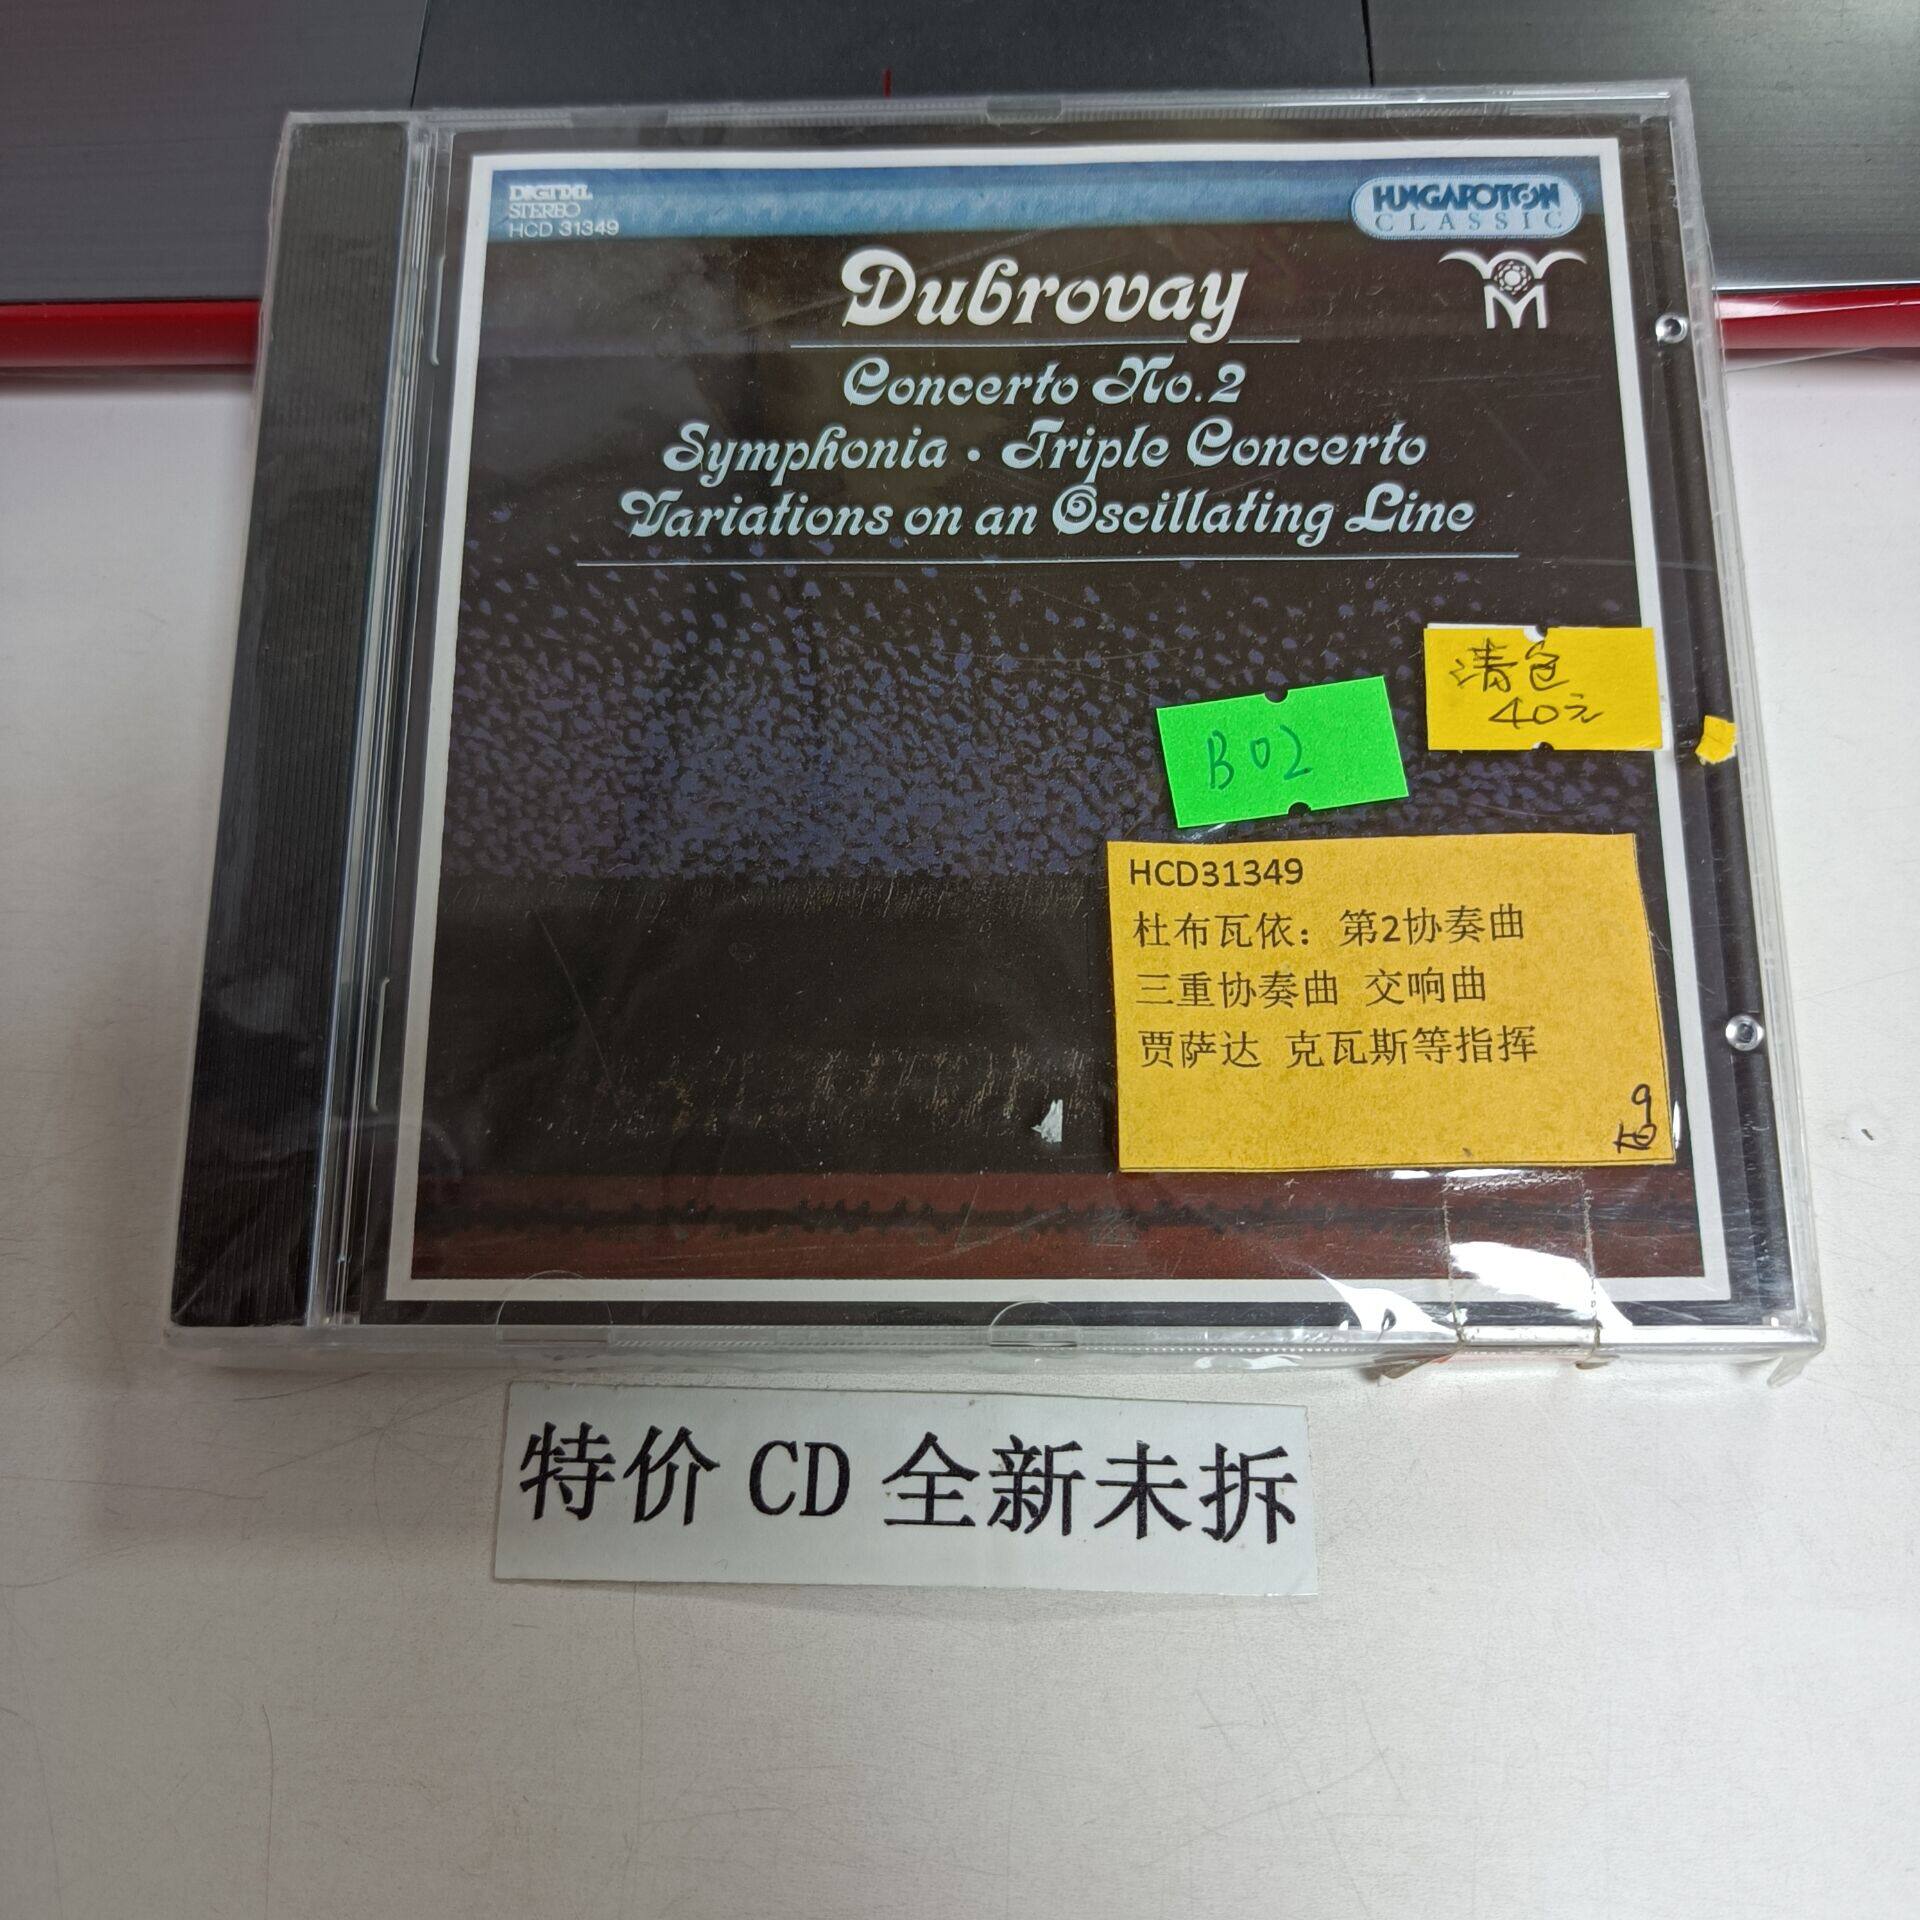 DIGITAL
STEREO
HCD 31349
HUNGAROTON
CLASSIC
Dubrovay
M
Concerto No.2
Symphonia · Triple Concerto
Variations on an Oscillating Line
清仓
40元
B02
HCD31349
杜布瓦依：第2协奏曲
三重协奏曲 交响曲
贾萨达 克瓦斯等指挥
9
特价 CD 全新未拆